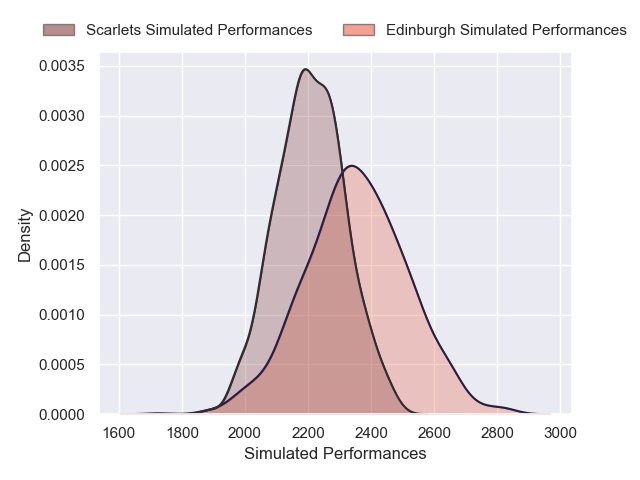 Scarlets Simulated Performances Edinburgh Simulated Performances
0.0035
0.0030
0.0025
0.0020
0.0015
0.0010
0.0005
0.0000
Density
1600 1800 2000 2200 2400 2600 2800 3000
Simulated Performances